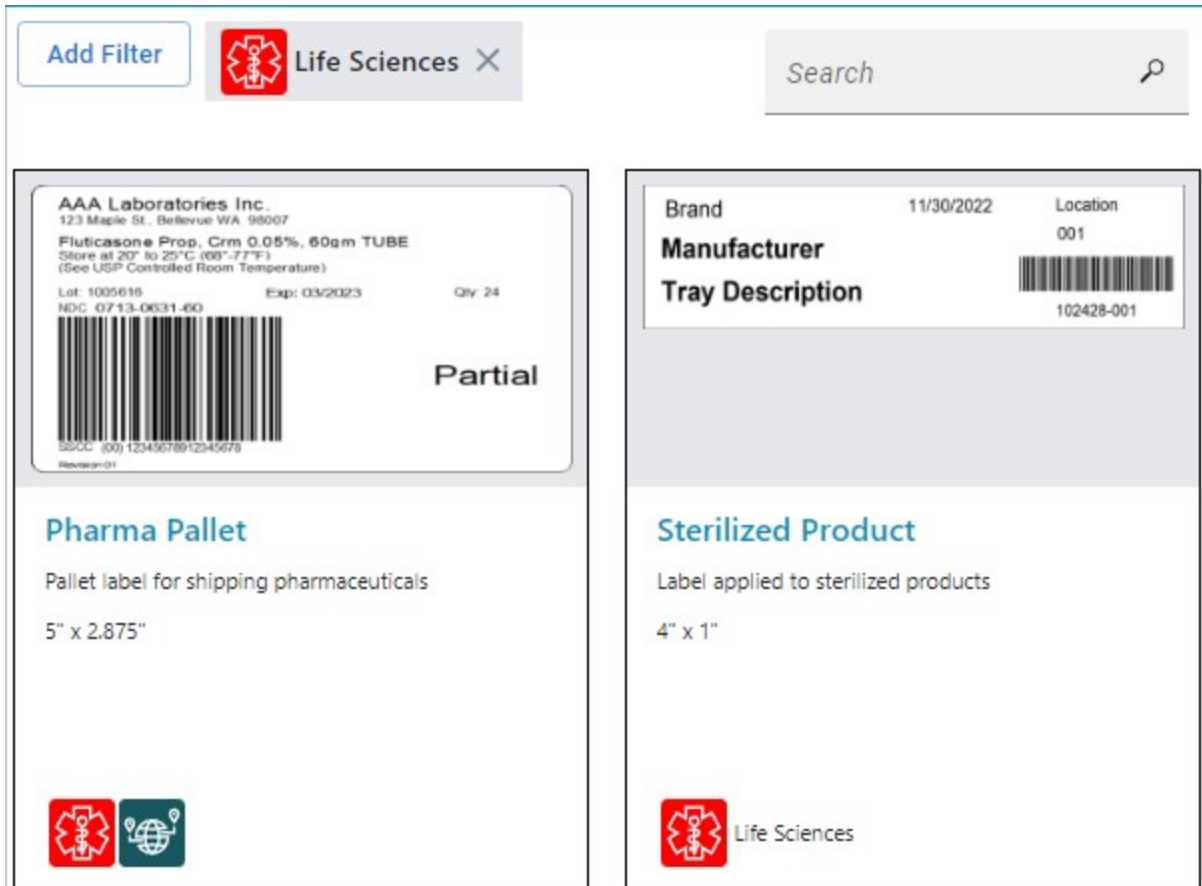 Add Filter
Life Sciences
Search
AAA Laboratories Inc.
123 Maple St., Bellevue WA 98007
Fluticasone Prop, Crm 0.05%, 60gm TUBE
Store at 20° to 25°C (68°-77°F)
(See USP Controlled Room Temperature)
Lot: 1005616 Exp: 03/2023 Qty: 24
NDC 0713-0631-60
Partial
SSCC (00) 12345678912345678
Revision 01
Pharma Pallet
Pallet label for shipping pharmaceuticals
5" x 2.875"
Brand 11/30/2022 Location
001
Manufacturer
Tray Description
102428-001
Sterilized Product
Label applied to sterilized products
4" x 1"
Life Sciences